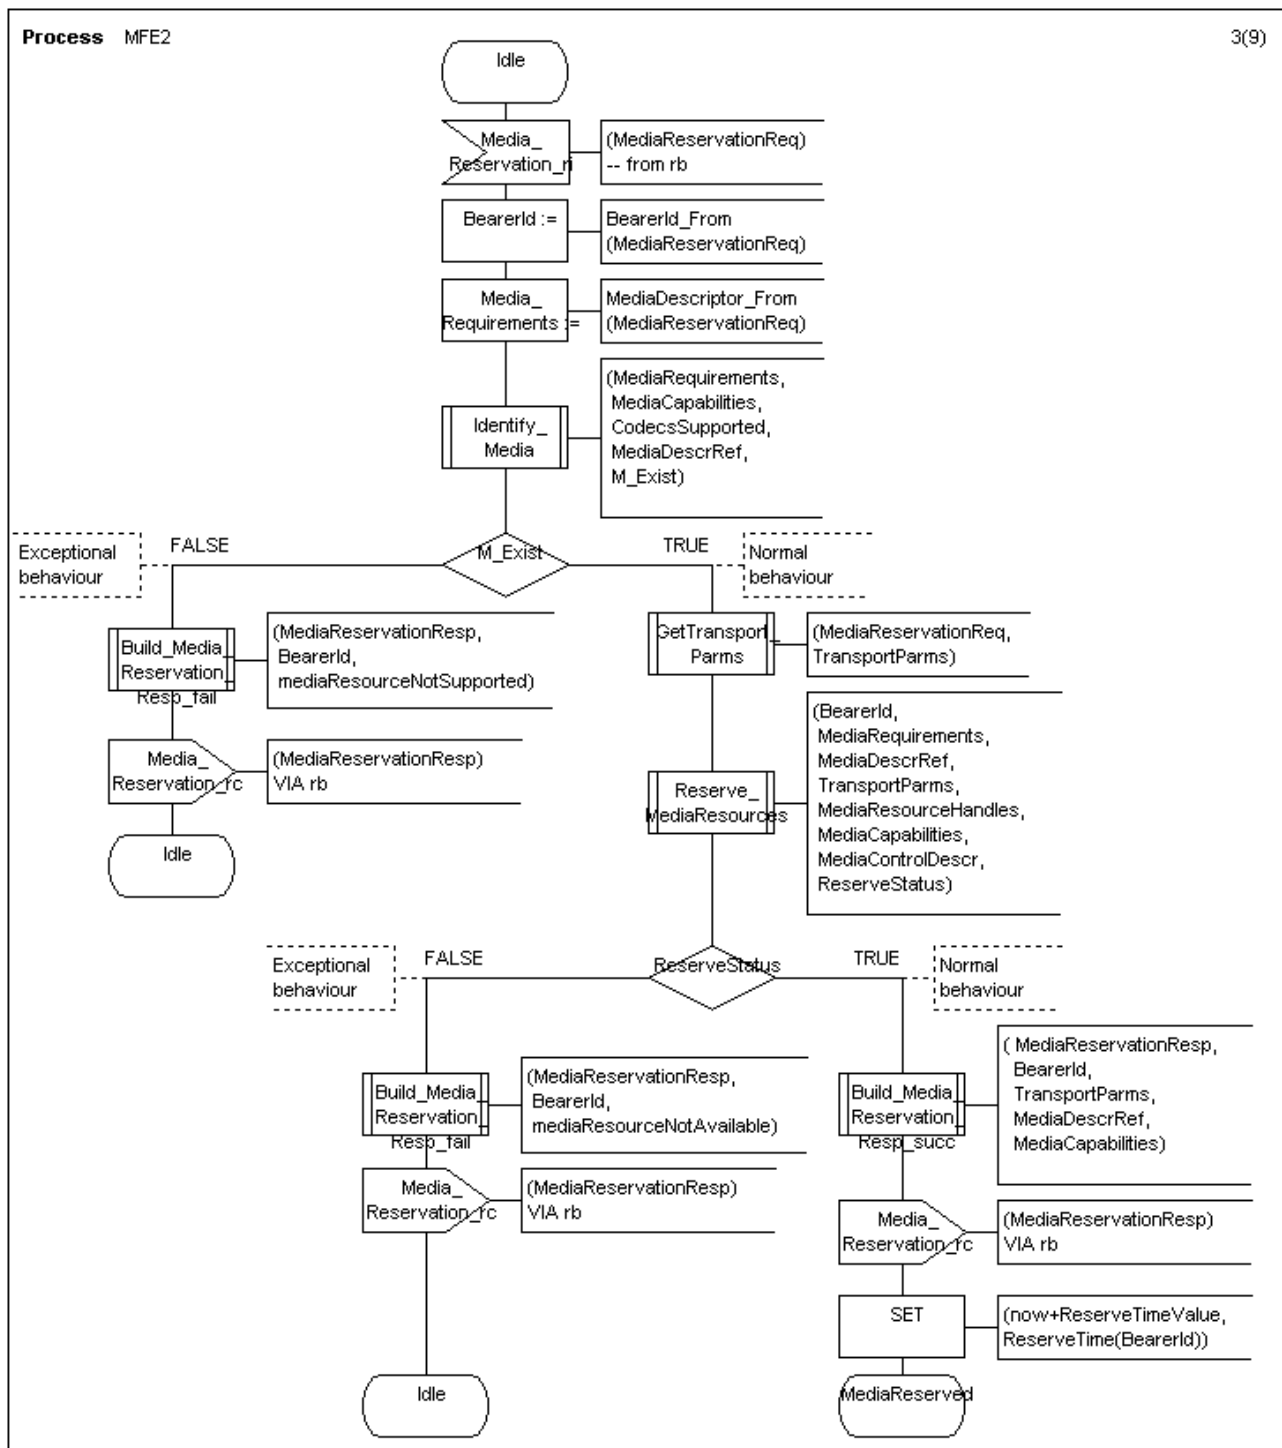 Process MFE2
3(9)
Idle
Media_
Reservation_ri
(MediaReservationReq)
-- from rb
BearerId :=
BearerId_From
(MediaReservationReq)
Media_
Requirements :=
MediaDescriptor_From
(MediaReservationReq)
Identify_
Media
(MediaRequirements,
MediaCapabilities,
CodecsSupported,
MediaDescrRef,
M_Exist)
M_Exist
FALSE
Exceptional
behaviour
TRUE
Normal
behaviour
Build_Media_
Reservation_
Resp_fail
(MediaReservationResp,
BearerId,
mediaResourceNotSupported)
Media_
Reservation_rc
(MediaReservationResp)
VIA rb
Idle
GetTransport_
Parms
(MediaReservationReq,
TransportParms)
Reserve_
MediaResources
(BearerId,
MediaRequirements,
MediaDescrRef,
TransportParms,
MediaResourceHandles,
MediaCapabilities,
MediaControlDescr,
ReserveStatus)
ReserveStatus
FALSE
Exceptional
behaviour
TRUE
Normal
behaviour
Build_Media_
Reservation_
Resp_fail
(MediaReservationResp,
BearerId,
mediaResourceNotAvailable)
Media_
Reservation_rc
(MediaReservationResp)
VIA rb
Idle
Build_Media_
Reservation_
Resp_succ
( MediaReservationResp,
BearerId,
TransportParms,
MediaDescrRef,
MediaCapabilities)
Media_
Reservation_rc
(MediaReservationResp)
VIA rb
SET
(now+ReserveTimeValue,
ReserveTime(BearerId))
MediaReserved